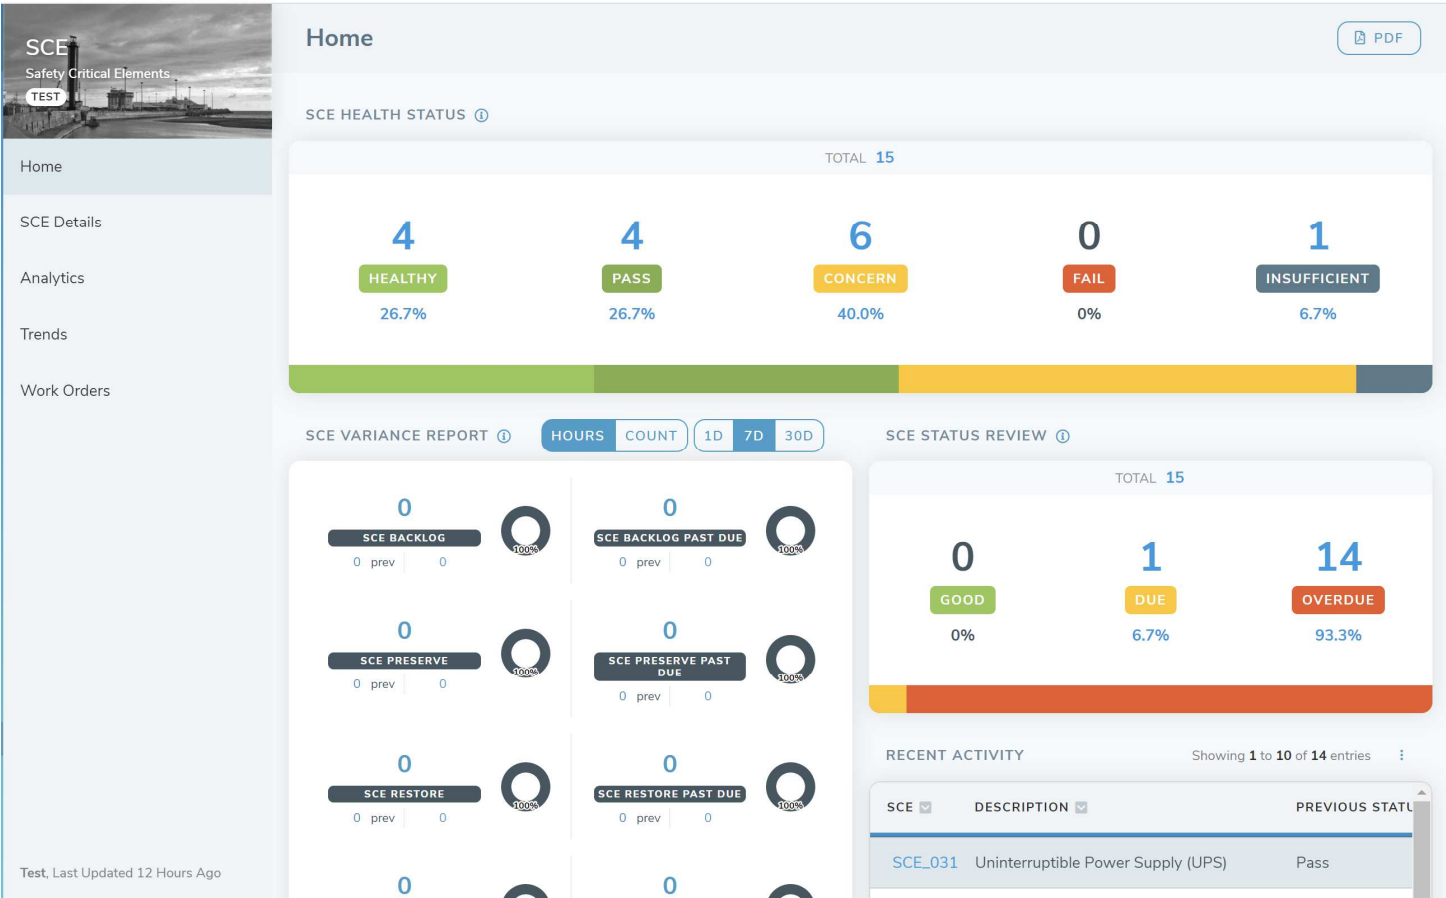 SCE
Safety Critical Elements
TEST
Home
SCE Details
Analytics
Trends
Work Orders
Test, Last Updated 12 Hours Ago
Home
PDF
SCE HEALTH STATUS
TOTAL 15
4 4 6 0 1
HEALTHY PASS CONCERN FAIL INSUFFICIENT
26.7% 26.7% 40.0% 0% 6.7%
SCE VARIANCE REPORT
HOURS COUNT 1D 7D 30D
0 0
SCE BACKLOG 100% SCE BACKLOG PAST DUE 100%
0 prev 0 0 prev 0
0 0
SCE PRESERVE 100% SCE PRESERVE PAST
DUE 100%
0 prev 0 0 prev 0
0 0
SCE RESTORE 100% SCE RESTORE PAST DUE 100%
0 prev 0 0 prev 0
0 0
SCE STATUS REVIEW
TOTAL 15
0 1 14
GOOD DUE OVERDUE
0% 6.7% 93.3%
RECENT ACTIVITY Showing 1 to 10 of 14 entries
SCE DESCRIPTION PREVIOUS STATU
SCE_031 Uninterruptible Power Supply (UPS) Pass